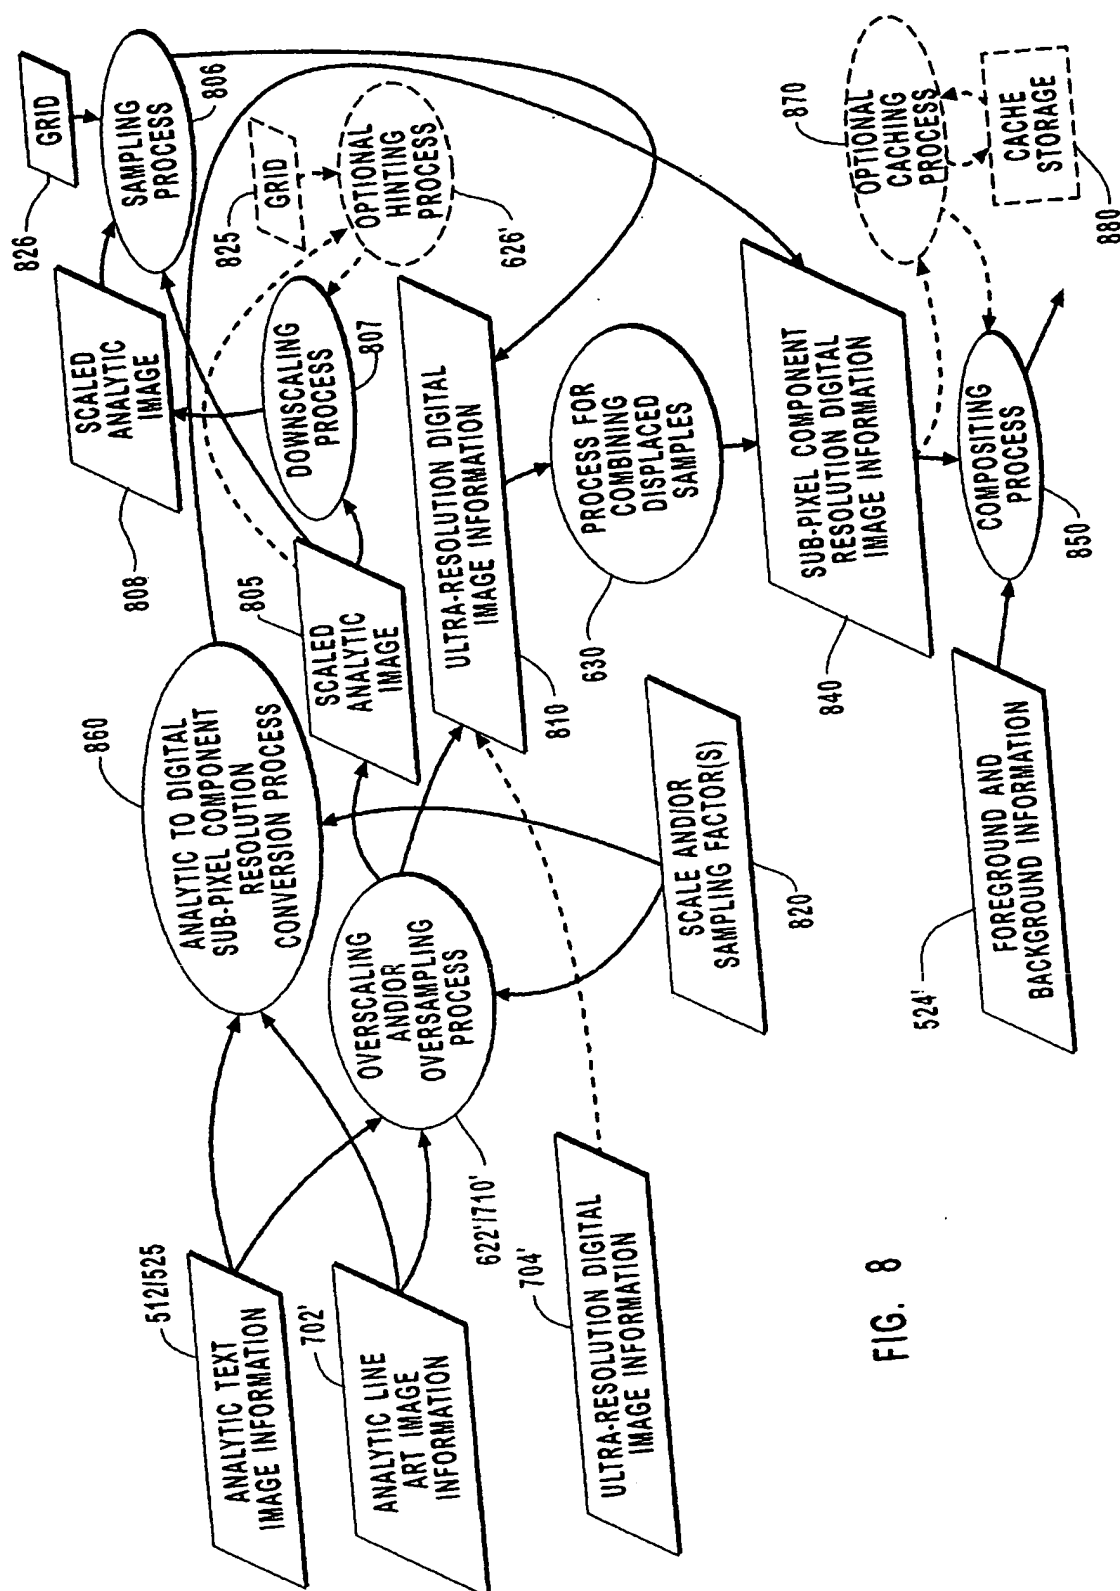 ANALYTIC TEXT
IMAGE INFORMATION
512/525
ANALYTIC LINE
ART IMAGE
INFORMATION
702'
ULTRA-RESOLUTION DIGITAL
IMAGE INFORMATION
704'
ANALYTIC TO DIGITAL
SUB-PIXEL COMPONENT
RESOLUTION
CONVERSION PROCESS
860
OVERSCALING
AND/OR
OVERSAMPLING
PROCESS
622'/710'
SCALE AND/OR
SAMPLING FACTOR(S)
820
FOREGROUND AND
BACKGROUND INFORMATION
524'
SCALED
ANALYTIC
IMAGE
805
SCALED
ANALYTIC
IMAGE
808
DOWNSCALING
PROCESS
807
GRID
826
SAMPLING
PROCESS
806
GRID
825
OPTIONAL
HINTING
PROCESS
626'
ULTRA-RESOLUTION DIGITAL
IMAGE INFORMATION
810
PROCESS FOR
COMBINING
DISPLACED
SAMPLES
630
SUB-PIXEL COMPONENT
RESOLUTION DIGITAL
IMAGE INFORMATION
840
COMPOSITING
PROCESS
850
OPTIONAL
CACHING
PROCESS
870
CACHE
STORAGE
880
FIG. 8